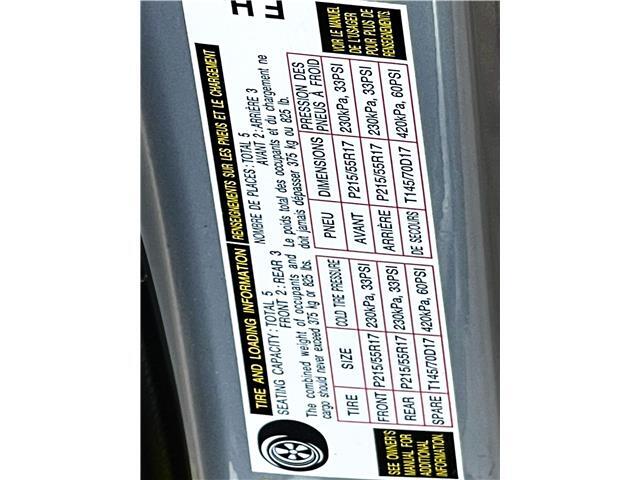 TIRE AND LOADING INFORMATION
RENSEIGNEMENTS SUR LES PNEUS ET LE CHARGEMENT
SEATING CAPACITY: TOTAL 5
FRONT 2: REAR 3
NOMBRE DE PLACES: TOTAL 5
AVANT 2: ARRIÈRE 3
The combined weight of occupants and
cargo should never exceed 375 kg or 825 lbs.
Le poids total des occupants et du chargement ne
doit jamais dépasser 375 kg ou 825 lb.
TIRE SIZE COLD TIRE PRESSURE
FRONT P215/55R17 230kPa, 33PSI
REAR P215/55R17 230kPa, 33PSI
SPARE T145/70D17 420kPa, 60PSI
PNEU DIMENSIONS PRESSION DES
PNEUS À FROID
AVANT P215/55R17 230kPa, 33PSI
ARRIÈRE P215/55R17 230kPa, 33PSI
DE SECOURS T145/70D17 420kPa, 60PSI
SEE OWNER'S
MANUAL FOR
ADDITIONAL
INFORMATION
VOIR LE MANUEL
DE L'USAGER
POUR PLUS DE
RENSEIGNEMENTS